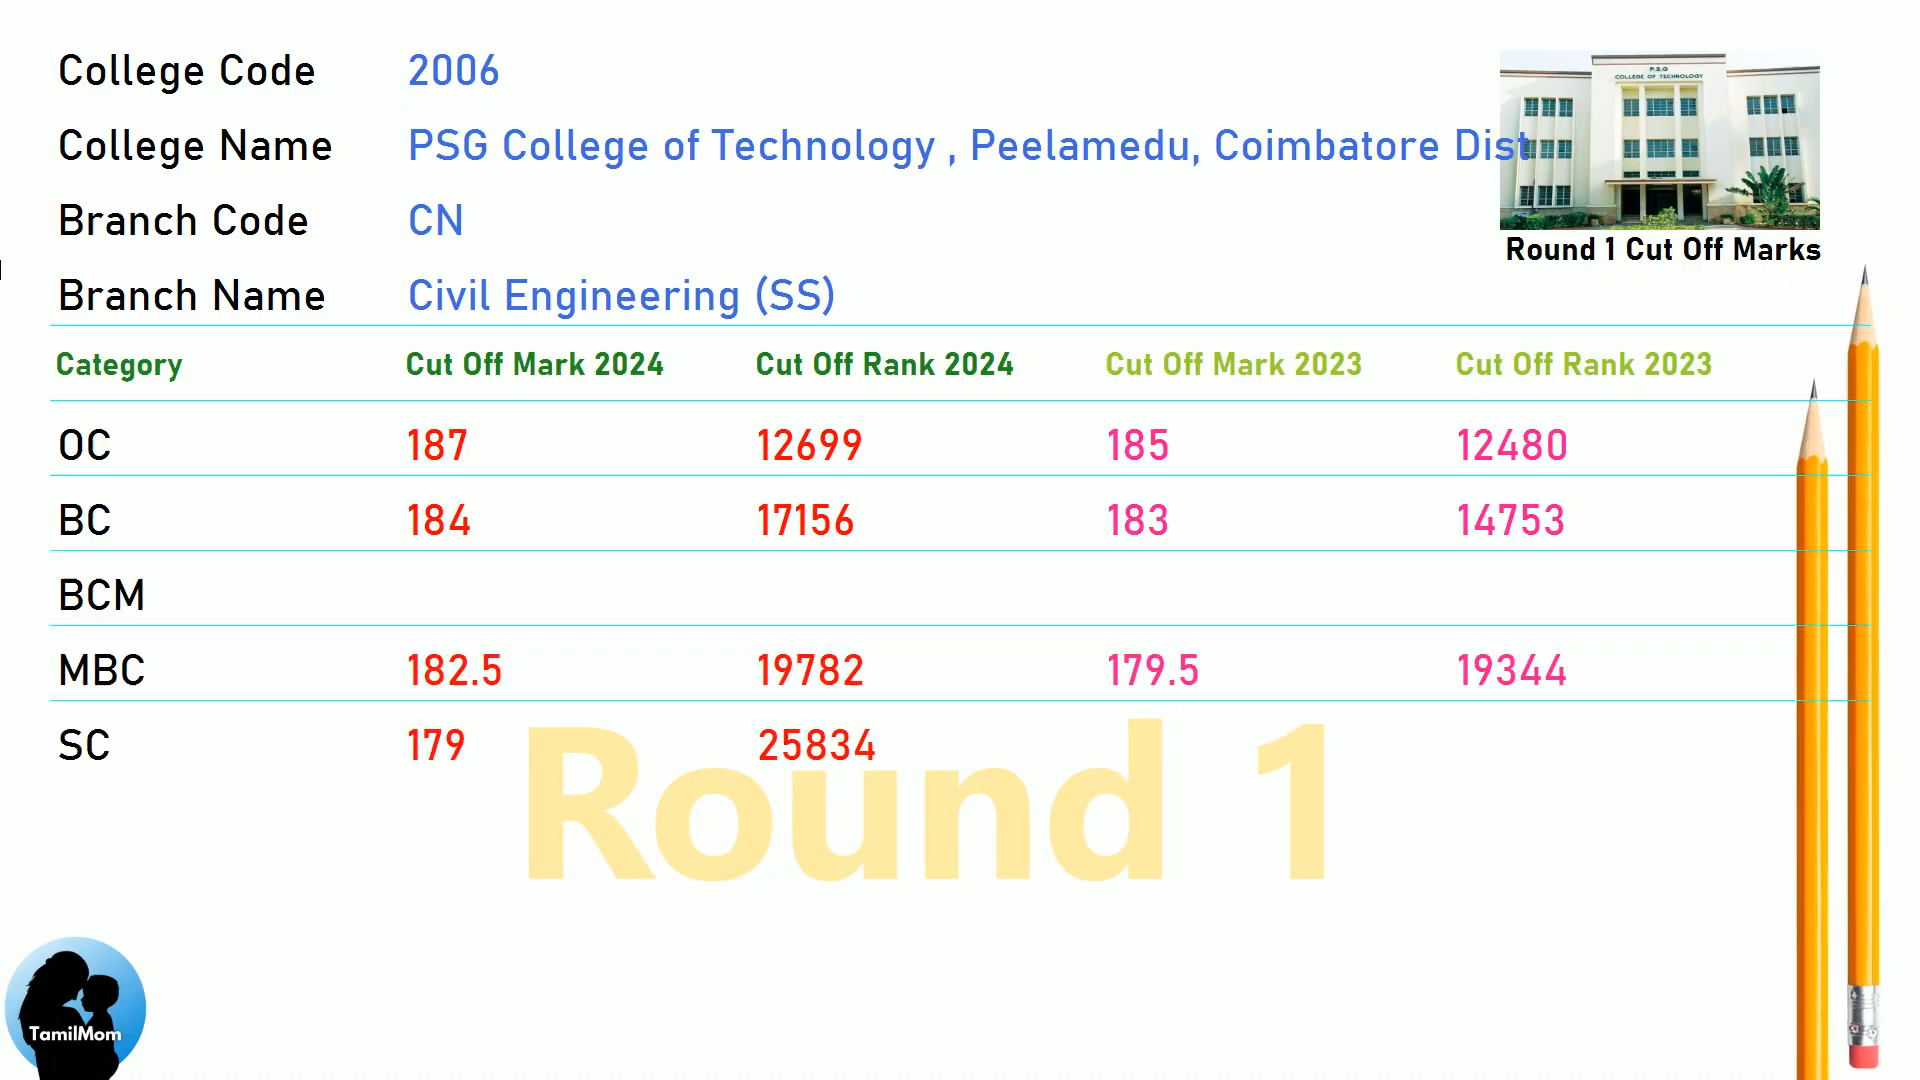 College Code 2006
College Name PSG College of Technology , Peelamedu, Coimbatore Dist
Branch Code CN
Branch Name Civil Engineering (SS)
P.S.G
COLLEGE OF TECHNOLOGY
Round 1 Cut Off Marks
Category Cut Off Mark 2024 Cut Off Rank 2024 Cut Off Mark 2023 Cut Off Rank 2023
OC 187 12699 185 12480
BC 184 17156 183 14753
BCM
MBC 182.5 19782 179.5 19344
SC 179 25834
Round 1
TamilMom